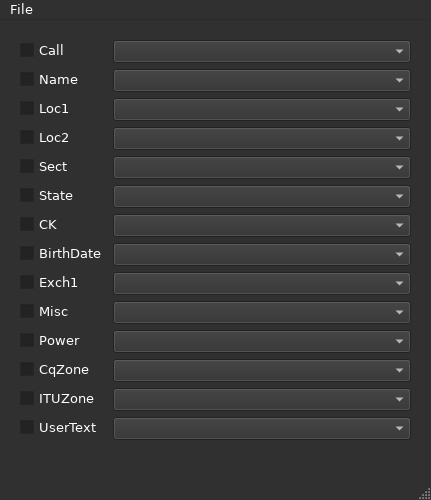 File
Call
Name
Loc1
Loc2
Sect
State
CK
BirthDate
Exch1
Misc
Power
CqZone
ITUZone
UserText